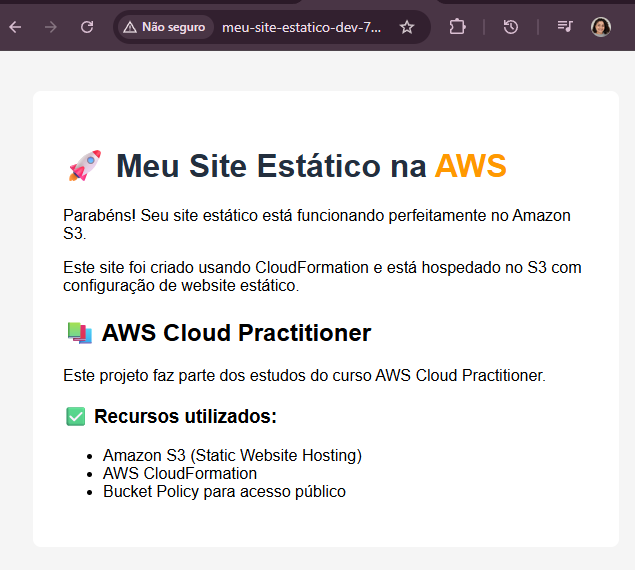 Não seguro
meu-site-estatico-dev-7...
🚀 Meu Site Estático na AWS
Parabéns! Seu site estático está funcionando perfeitamente no Amazon
S3.
Este site foi criado usando CloudFormation e está hospedado no S3 com
configuração de website estático.
📚 AWS Cloud Practitioner
Este projeto faz parte dos estudos do curso AWS Cloud Practitioner.
✅ Recursos utilizados:
• Amazon S3 (Static Website Hosting)
• AWS CloudFormation
• Bucket Policy para acesso público